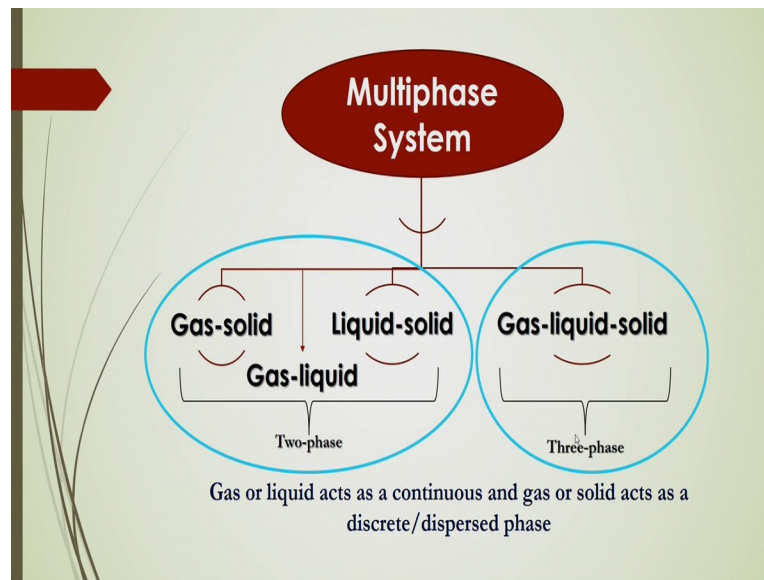 Multiphase
System
Gas-solid
Liquid-solid
Gas-liquid-solid
Gas-liquid
Two-phase
Three-phase
Gas or liquid acts as a continuous and gas or solid acts as a
discrete/dispersed phase